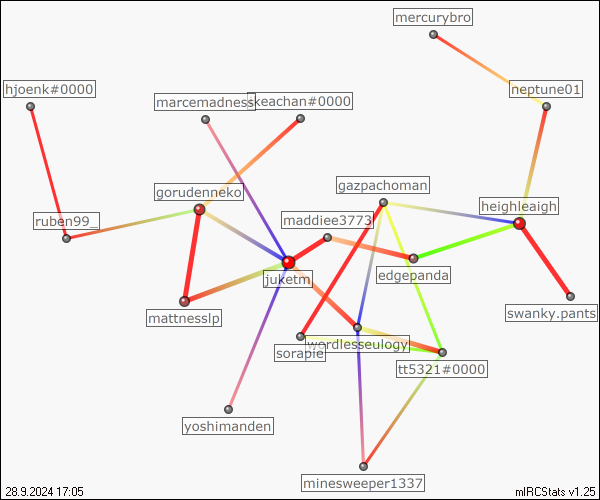 mercurybro
hjoenk#0000
neptune01
marcemadness
keachan#0000
gazpachoman
gorudenneko
heighleaigh
maddiee3773
ruben99_
edgepanda
juketm
swanky.pants
mattnesslp
wordlesseulogy
sorapie
tt5321#0000
yoshimanden
minesweeper1337
28.9.2024 17:05
mIRCStats v1.25